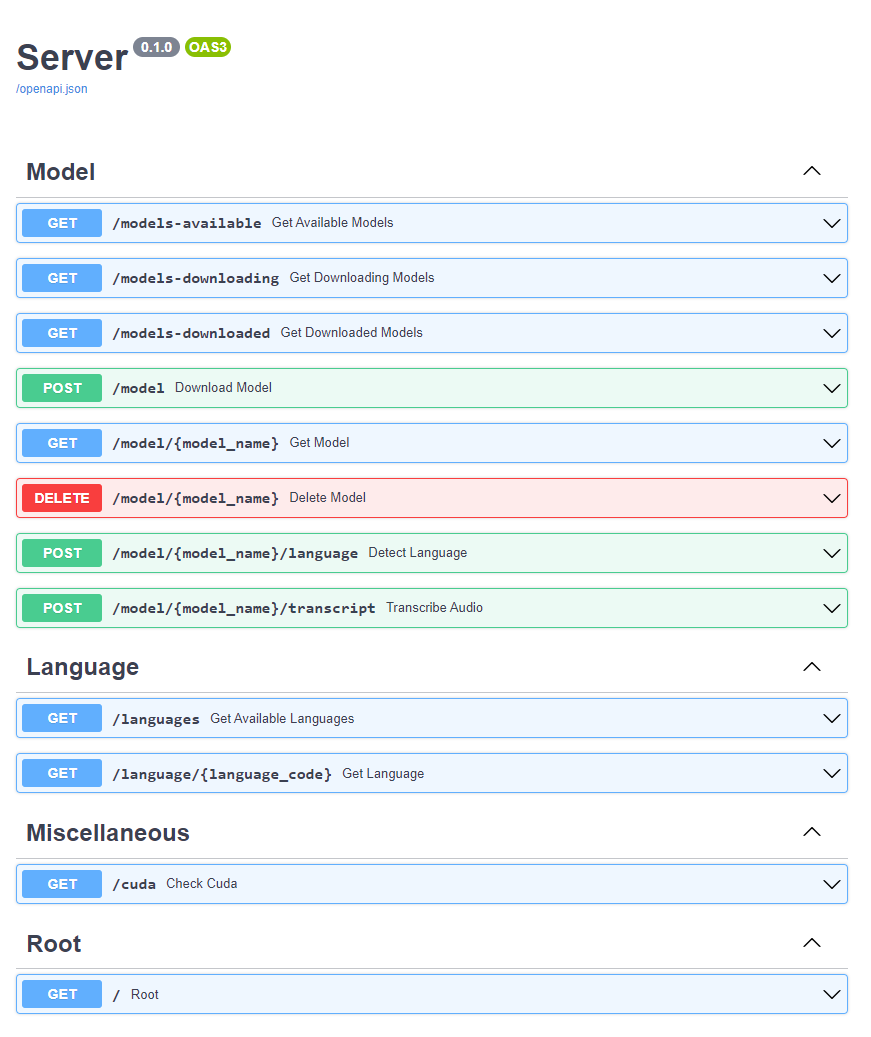 Server 0.1.0 OAS3
/openapi.json
Model
GET /models-available Get Available Models
GET /models-downloading Get Downloading Models
GET /models-downloaded Get Downloaded Models
POST /model Download Model
GET /model/{model_name} Get Model
DELETE /model/{model_name} Delete Model
POST /model/{model_name}/language Detect Language
POST /model/{model_name}/transcript Transcribe Audio
Language
GET /languages Get Available Languages
GET /language/{language_code} Get Language
Miscellaneous
GET /cuda Check Cuda
Root
GET / Root